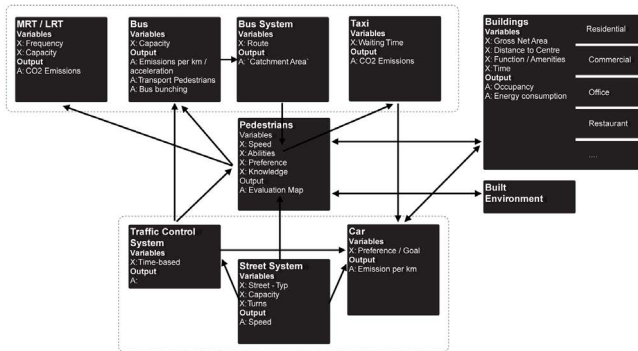 MRT / LRT
Variables
X: Frequency
X: Capacity
Output
A: CO2 Emissions
Bus
Variables
X: Capacity
Output
A: Emissions per km /
acceleration
A:Transport Pedestrians
A: Bus bunching
Bus System
Variables
X: Route
Output
A: `Catchment Area´
Taxi
Variables
X:Waiting Time
Output
A: CO2 Emissions
Buildings
Variables
X: Gross Net Area
X: Distance to Centre
X: Function / Amenities
X: Time
Output
A: Occupancy
A: Energy consumption
Residential
Commercial
Office
Restaurant
....
Pedestrians
Variables
X: Speed
X: Abilities
X: Preference
X: Knowledge
Output
A: Evaluation Map
Built
Environment
Traffic Control
System
Variables
X:Time-based
Output
A:
Street System
Variables
X: Street - Typ
X: Capacity
X:Turns
Output
A: Speed
Car
Variables
X: Preference / Goal
Output
A: Emission per km